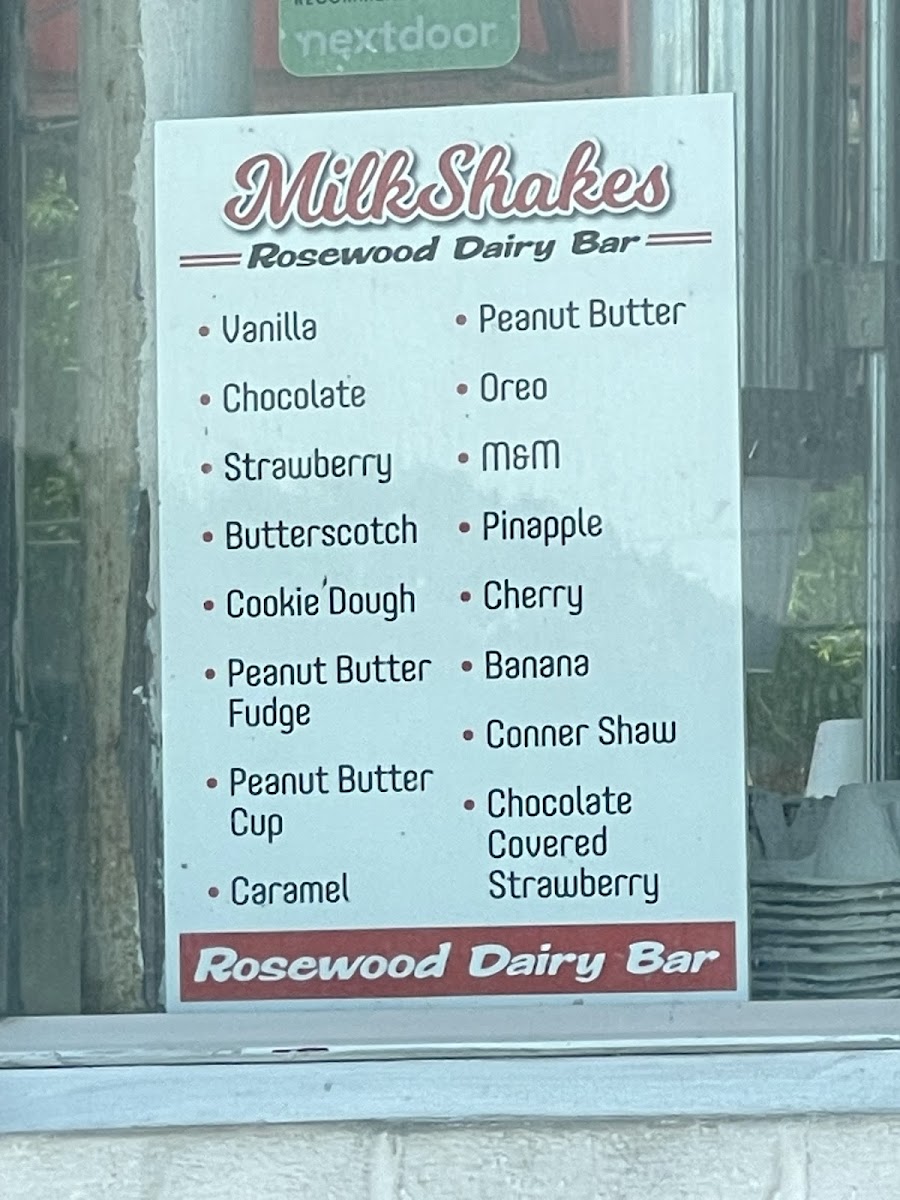 nextdoor
MilkShakes
Rosewood Dairy Bar
• Vanilla
• Chocolate
• Strawberry
• Butterscotch
• Cookie Dough
• Peanut Butter
Fudge
• Peanut Butter
Cup
• Caramel
• Peanut Butter
• Oreo
• M&M
• Pinapple
• Cherry
• Banana
• Conner Shaw
• Chocolate
Covered
Strawberry
Rosewood Dairy Bar